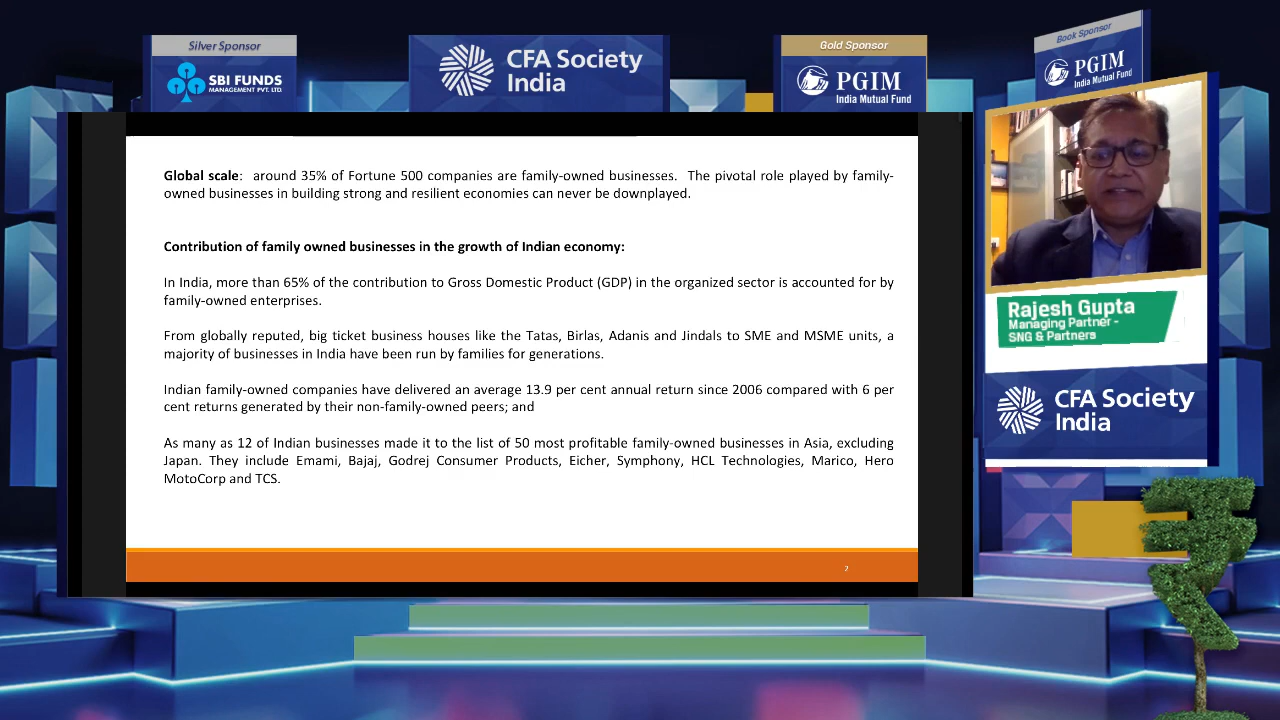 Silver Sponsor
SBI FUNDS
MANAGEMENT PVT. LTD.
CFA Society
India
Gold Sponsor
PGIM
India Mutual Fund
Book Sponsor
PGIM
India Mutual Fund
Global scale: around 35% of Fortune 500 companies are family-owned businesses. The pivotal role played by family-
owned businesses in building strong and resilient economies can never be downplayed.
Contribution of family owned businesses in the growth of Indian economy:
In India, more than 65% of the contribution to Gross Domestic Product (GDP) in the organized sector is accounted for by
family-owned enterprises.
From globally reputed, big ticket business houses like the Tatas, Birlas, Adanis and Jindals to SME and MSME units, a
majority of businesses in India have been run by families for generations.
Indian family-owned companies have delivered an average 13.9 per cent annual return since 2006 compared with 6 per
cent returns generated by their non-family-owned peers; and
As many as 12 of Indian businesses made it to the list of 50 most profitable family-owned businesses in Asia, excluding
Japan. They include Emami, Bajaj, Godrej Consumer Products, Eicher, Symphony, HCL Technologies, Marico, Hero
MotoCorp and TCS.
2
Rajesh Gupta
Managing Partner -
SNG & Partners
CFA Society
India